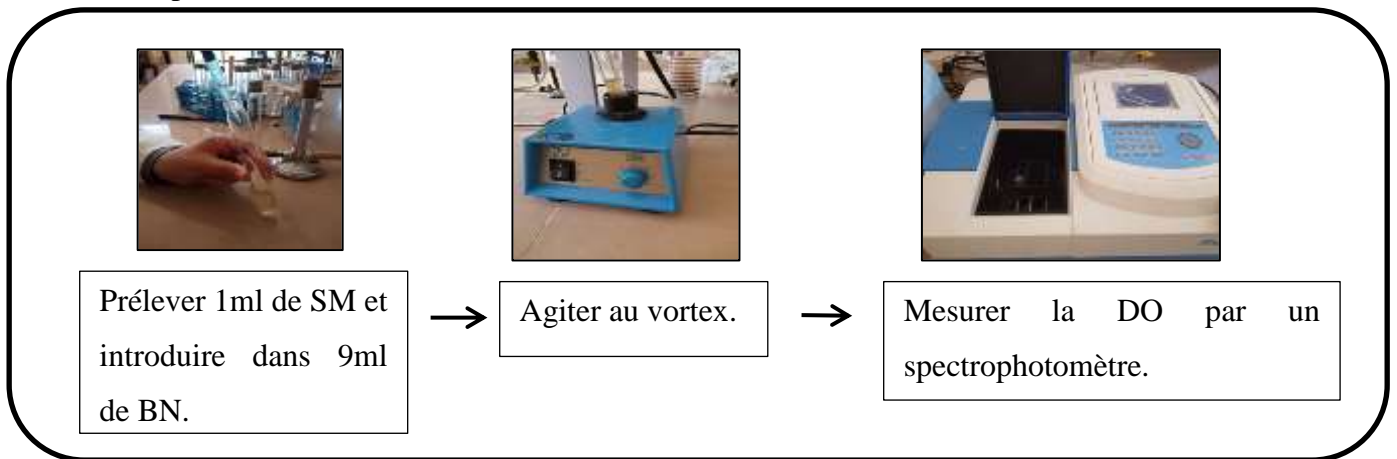 Prélever 1ml de SM et
introduire dans 9ml
de BN.
Agiter au vortex.
Mesurer la DO par un
spectrophotomètre.